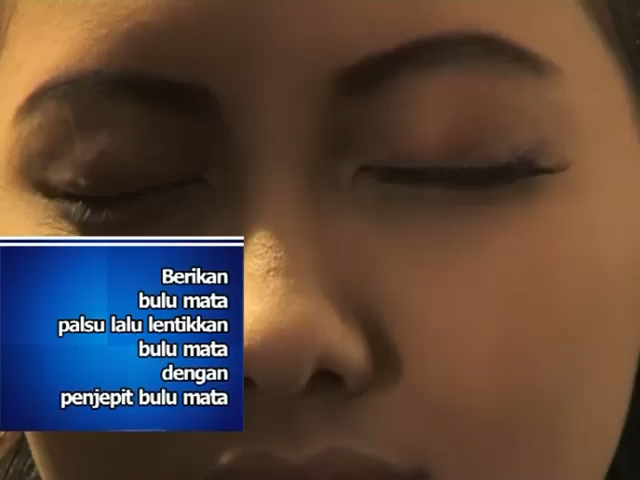 Berikan
bulu mata
palsu lalu lentikkan
bulu mata
dengan
penjepit bulu mata